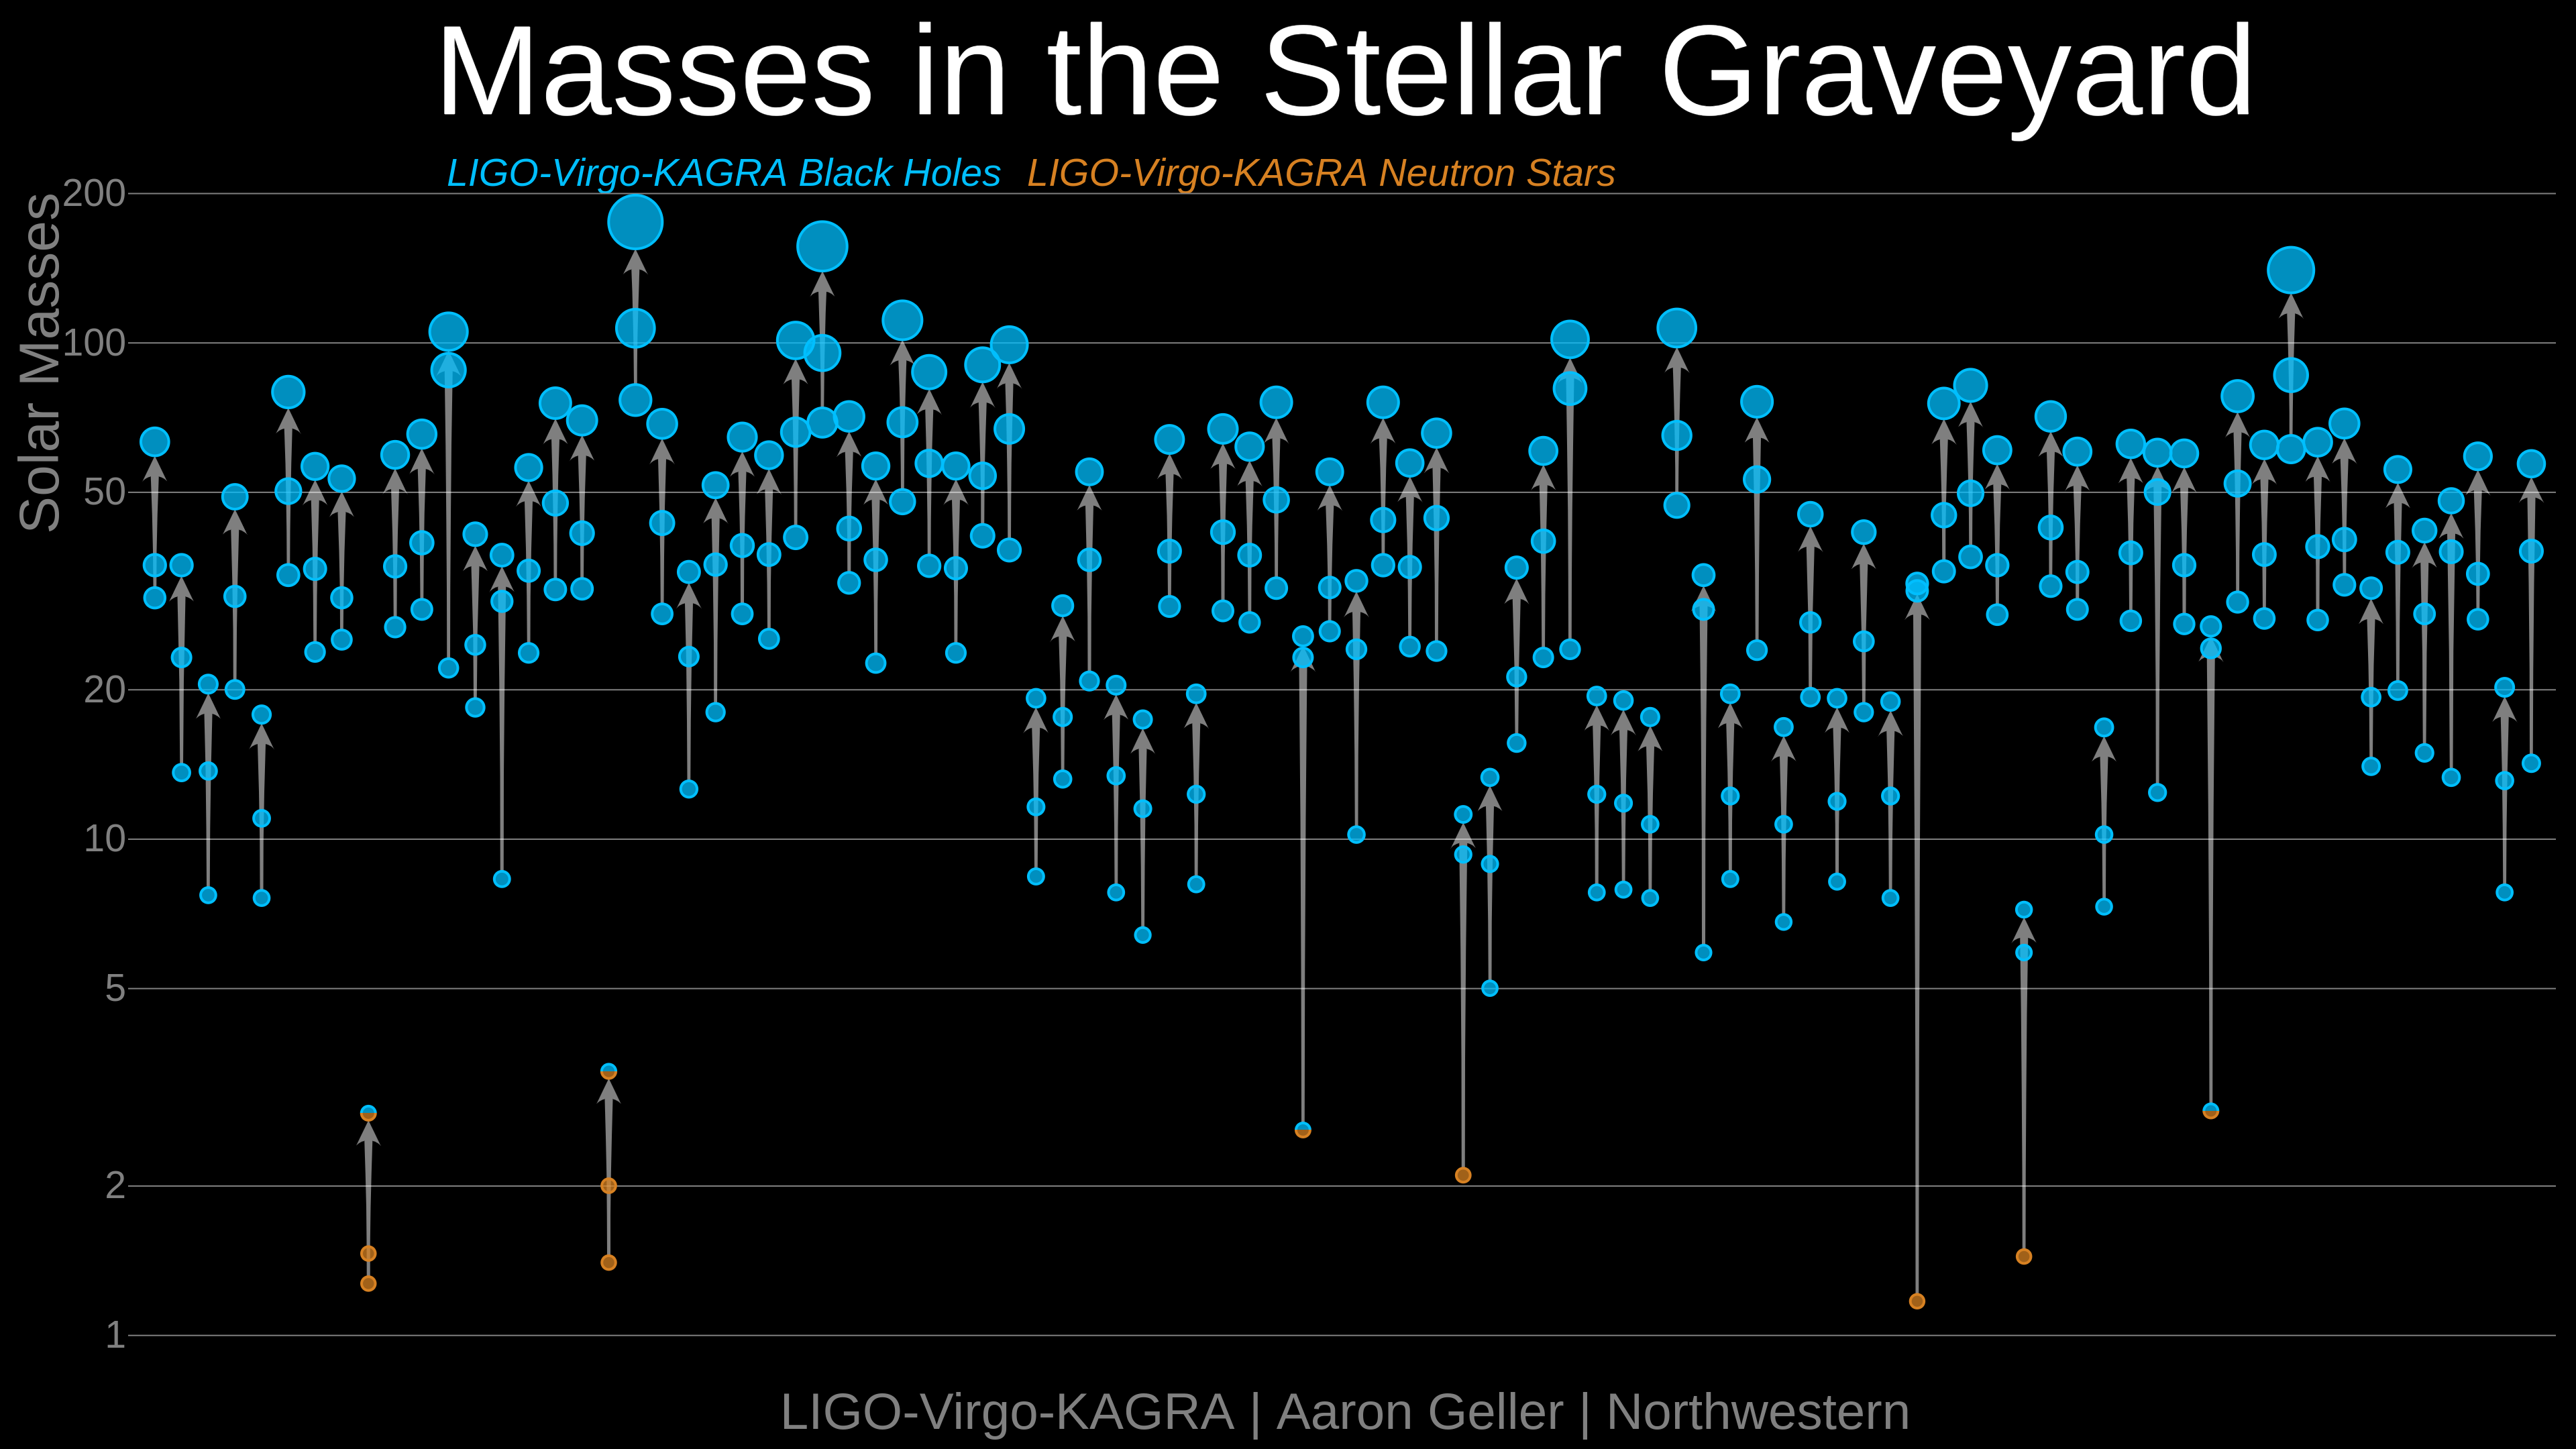 Masses in the Stellar Graveyard
LIGO-Virgo-KAGRA Black Holes LIGO-Virgo-KAGRA Neutron Stars
Solar Masses
200
100
50
20
10
5
2
1
LIGO-Virgo-KAGRA | Aaron Geller | Northwestern